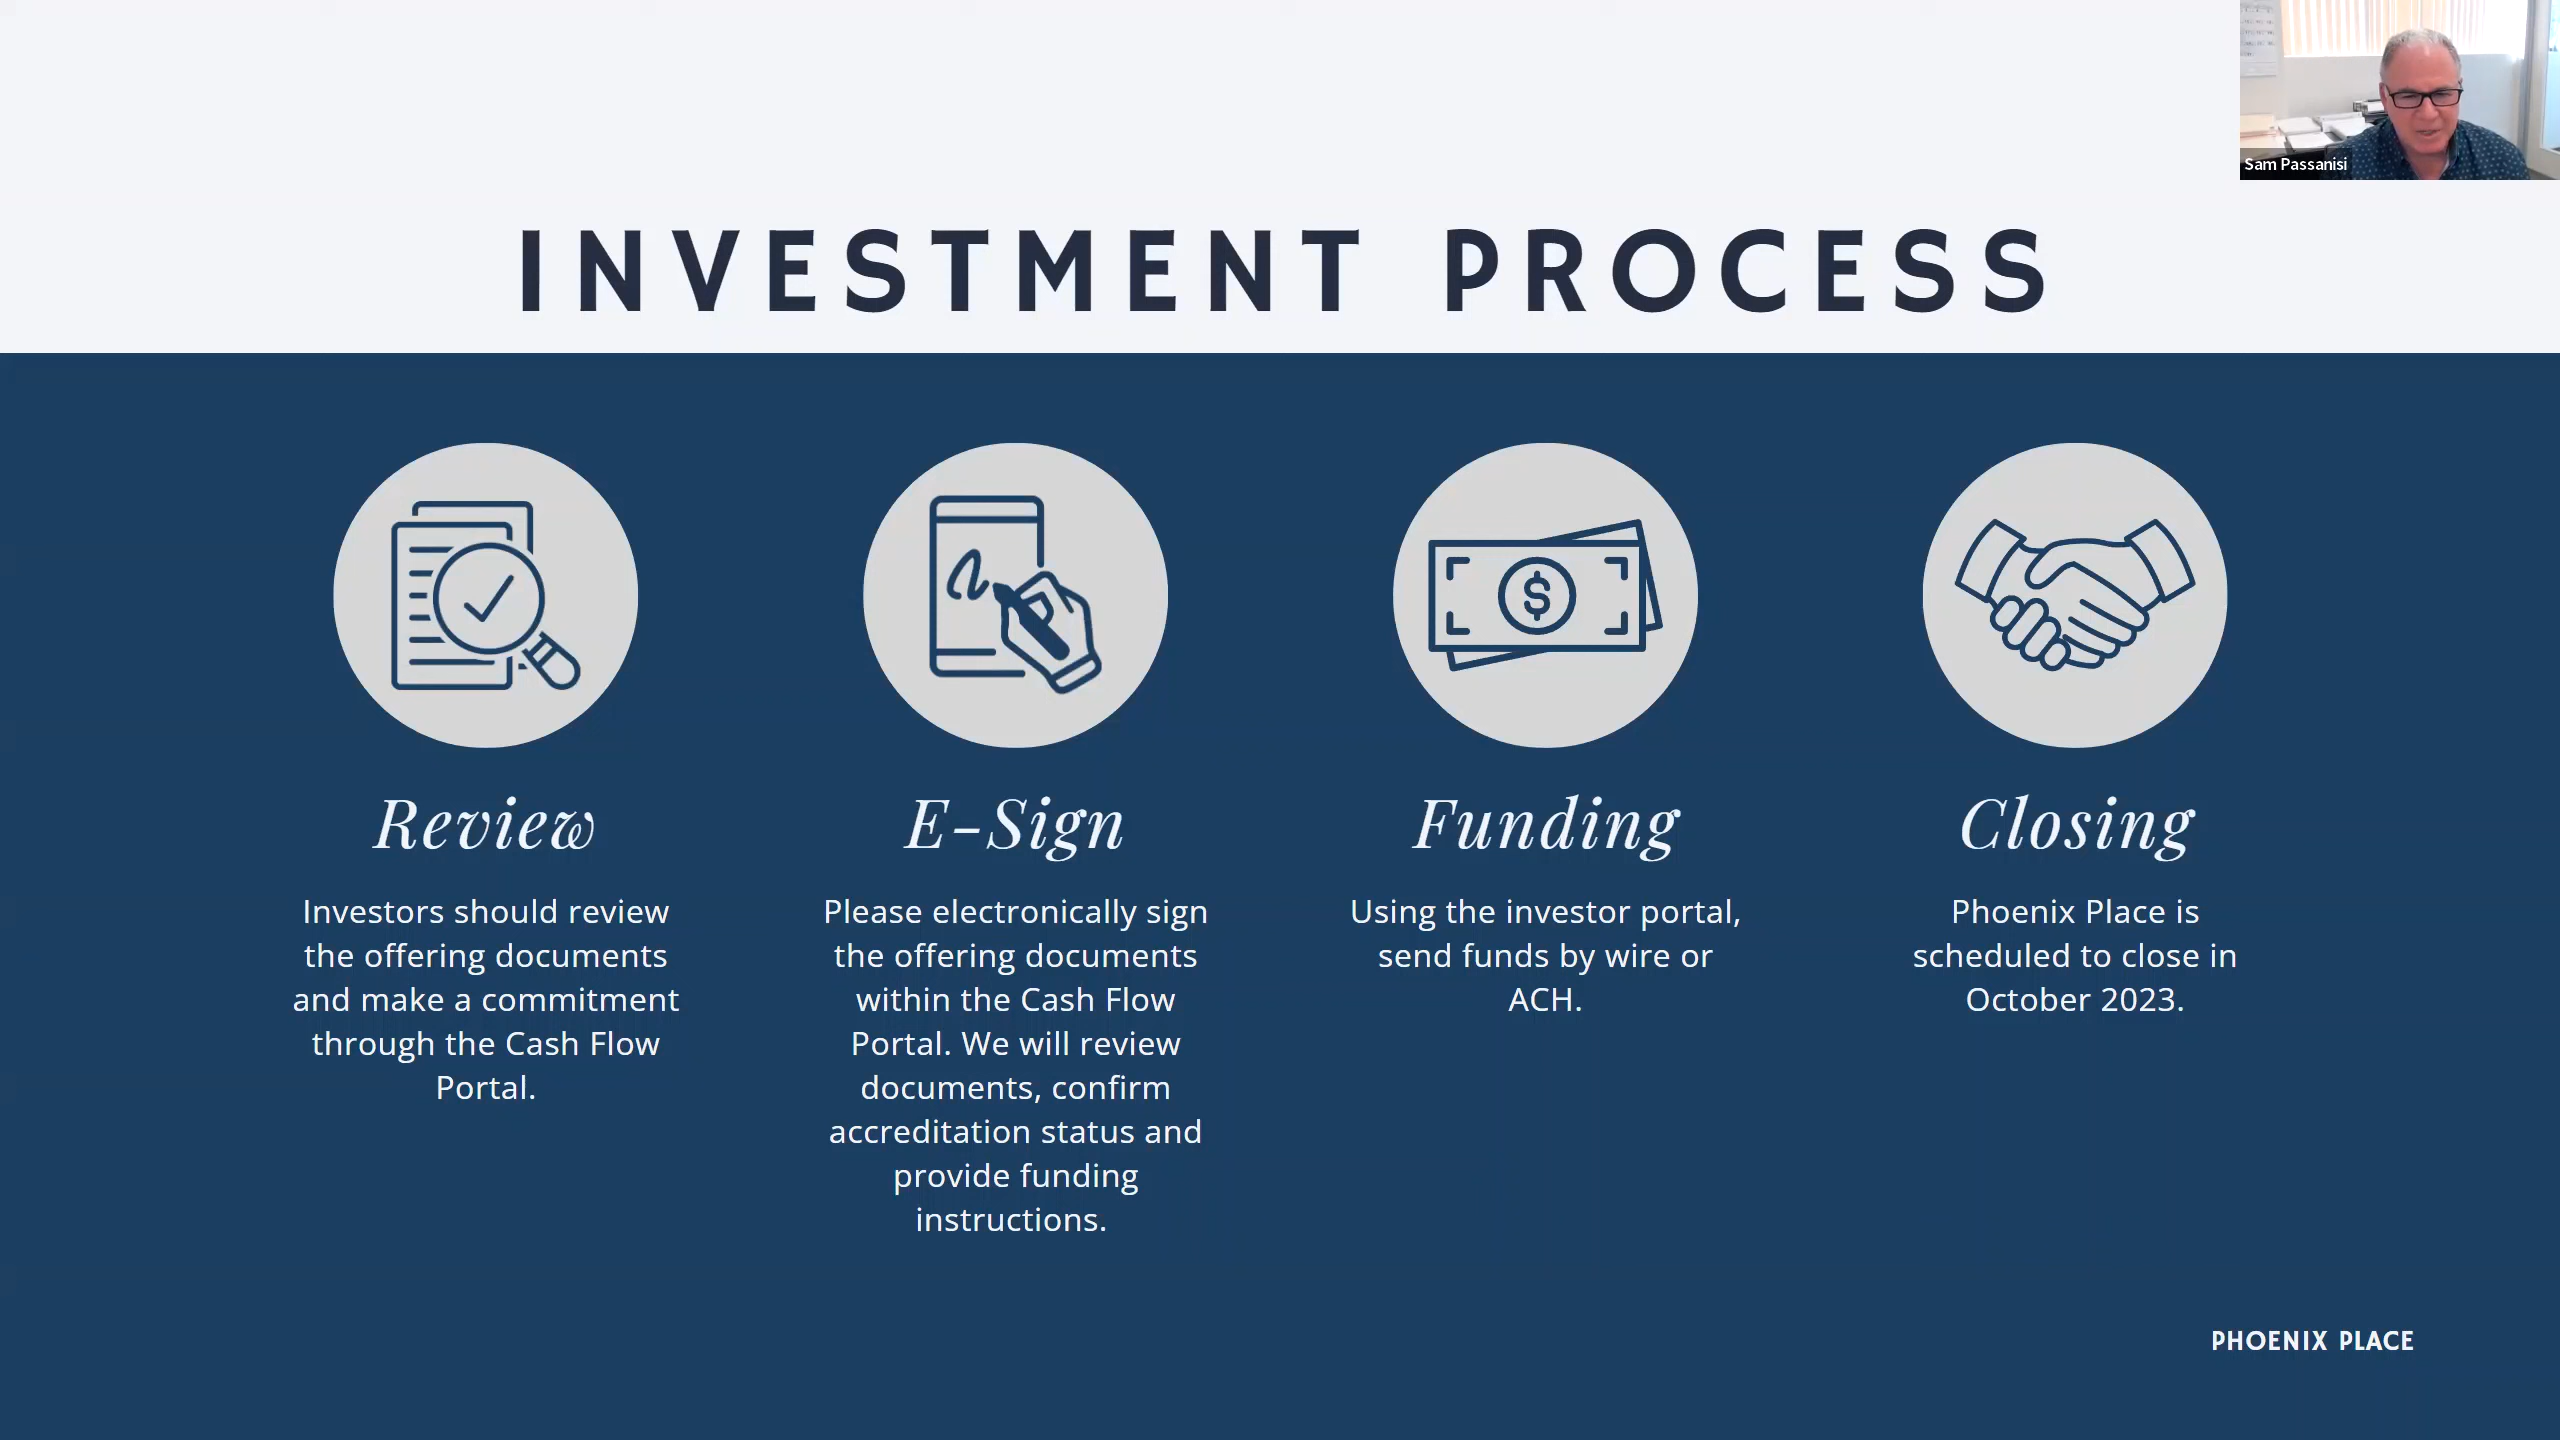 Sam Passanisi
INVESTMENT PROCESS
Review
Investors should review
the offering documents
and make a commitment
through the Cash Flow
Portal.
E-Sign
Please electronically sign
the offering documents
within the Cash Flow
Portal. We will review
documents, confirm
accreditation status and
provide funding
instructions.
Funding
Using the investor portal,
send funds by wire or
ACH.
Closing
Phoenix Place is
scheduled to close in
October 2023.
PHOENIX PLACE